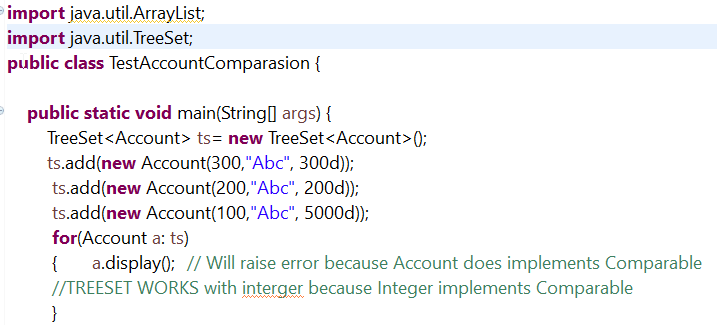 import java.util.ArrayList;
import java.util.TreeSet;
public class TestAccountComparasion {
public static void main(String[] args) {
TreeSet<Account> ts= new TreeSet<Account>();
ts.add(new Account(300,"Abc", 300d));
ts.add(new Account(200,"Abc", 200d));
ts.add(new Account(100,"Abc", 5000d));
for(Account a: ts)
{ a.display(); // Will raise error because Account does implements Comparable
//TREESET WORKS with interger because Integer implements Comparable
}